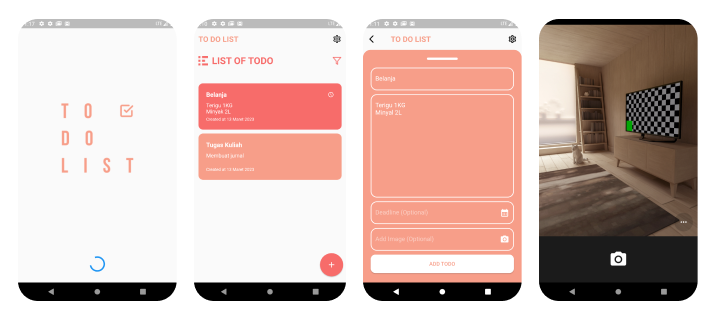 TO
DO
LIST
TO DO LIST
LIST OF TODO
Belanja
Terigu 1KG
Minyak 2L
Created at 13 Maret 2023
Tugas Kuliah
Membuat jurnal
Created at 13 Maret 2023
TO DO LIST
Belanja
Terigu 1KG
Minyak 2L
Deadline (Optional)
Add Image (Optional)
ADD TODO